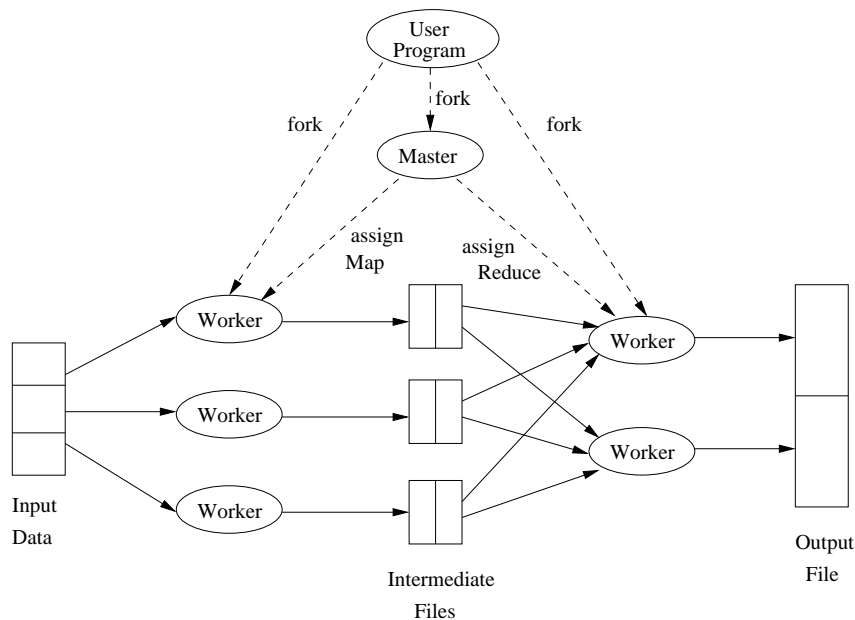 User
Program
fork
fork
fork
Master
assign
Map
assign
Reduce
Worker
Worker
Worker
Worker
Worker
Input
Data
Intermediate
Files
Output
File